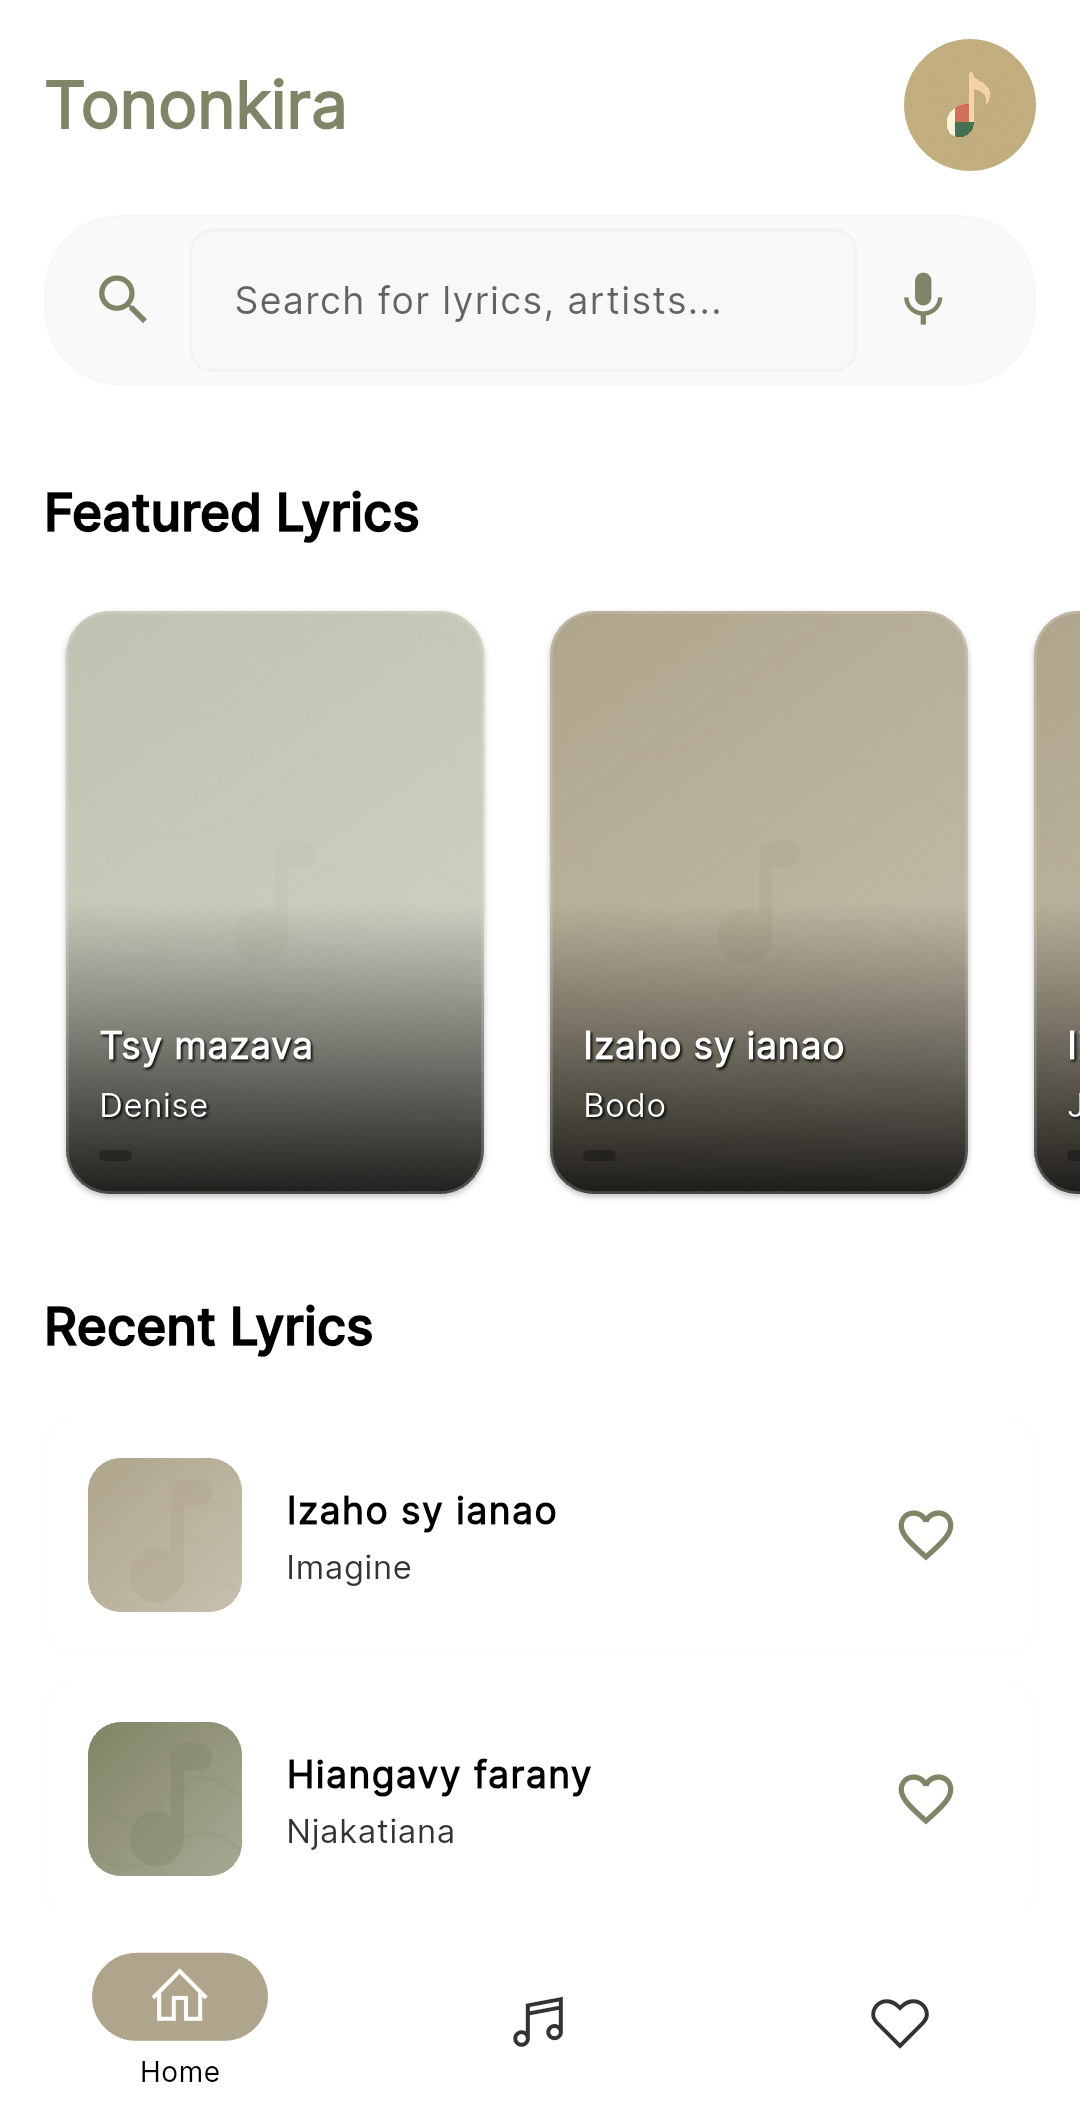 Tononkira
Search for lyrics, artists...
Featured Lyrics
Tsy mazava
Denise
Izaho sy ianao
Bodo
Recent Lyrics
Izaho sy ianao
Imagine
Hiangavy farany
Njakatiana
Home